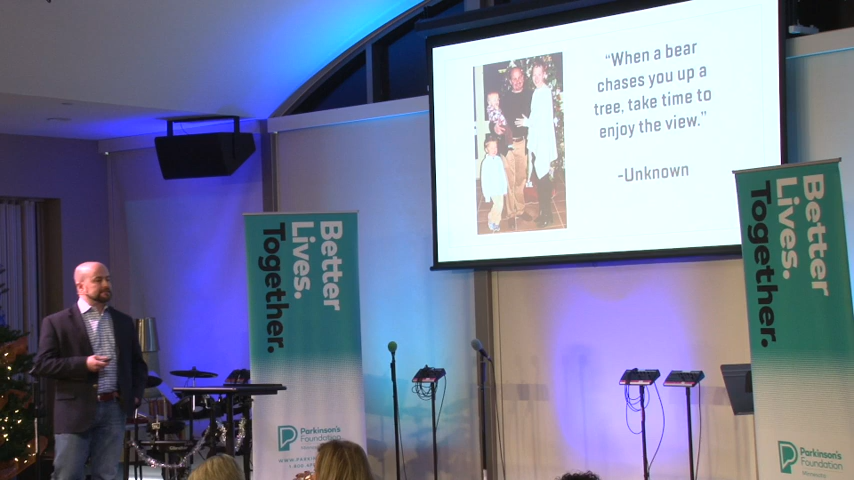 “When a bear
chases you up a
tree, take time to
enjoy the view.”
-Unknown
Better
Lives.
Together.
Parkinson's
Foundation
Better
Lives.
Together.
Parkinson's
Foundation
Minnesota